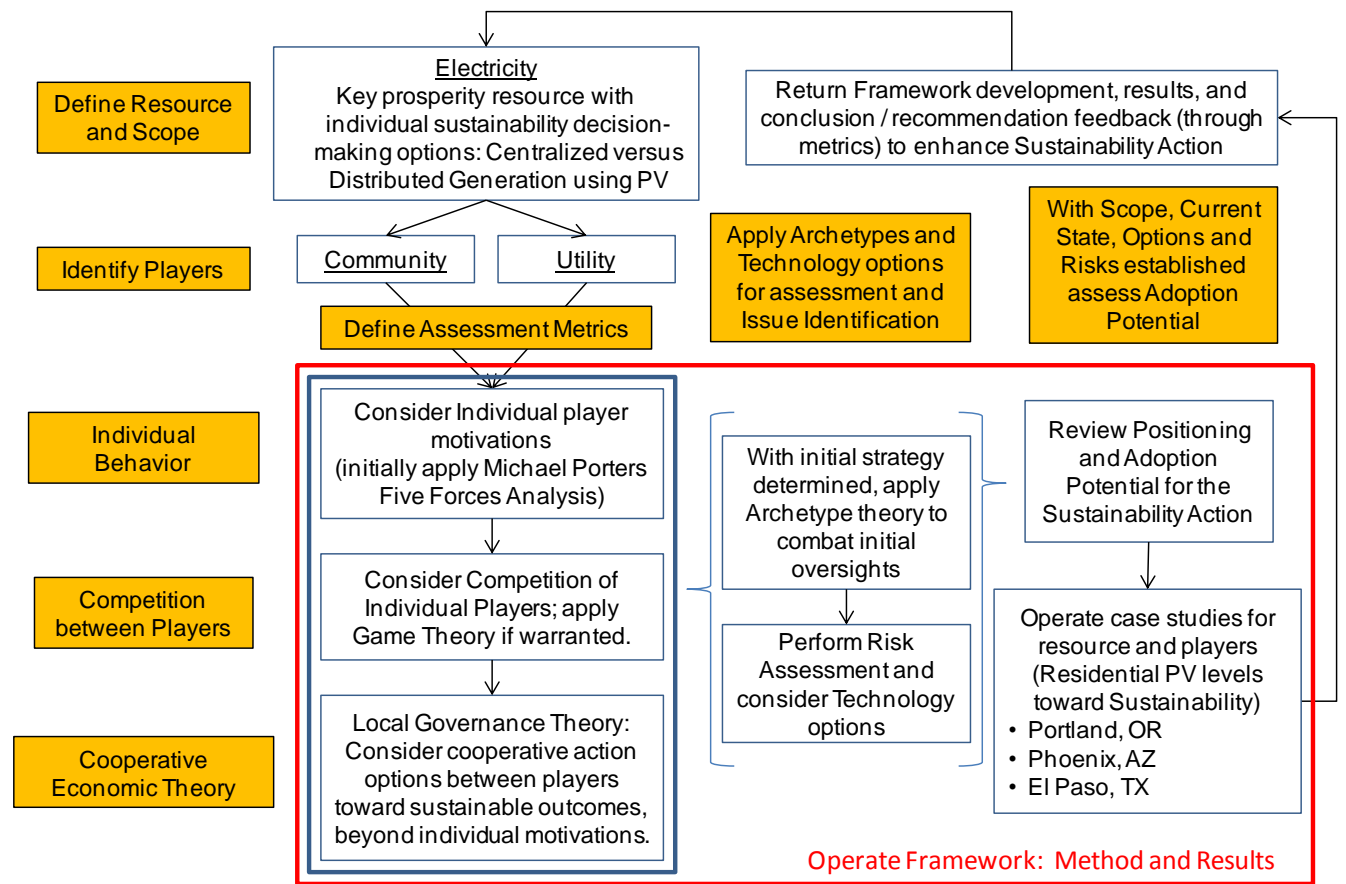 Define Resource
and Scope
Electricity
Key prosperity resource with
individual sustainability decision-
making options: Centralized versus
Distributed Generation using PV
Return Framework development, results, and
conclusion / recommendation feedback (through
metrics) to enhance Sustainability Action
Identify Players
Community
Utility
Define Assessment Metrics
Apply Archetypes and
Technology options
for assessment and
Issue Identification
With Scope, Current
State, Options and
Risks established
assess Adoption
Potential
Individual
Behavior
Consider Individual player
motivations
(initially apply Michael Porters
Five Forces Analysis)
With initial strategy
determined, apply
Archetype theory to
combat initial
oversights
Review Positioning
and Adoption
Potential for the
Sustainability Action
Competition
between Players
Consider Competition of
Individual Players; apply
Game Theory if warranted.
Perform Risk
Assessment and
consider Technology
options
Operate case studies for
resource and players
(Residential PV levels
toward Sustainability)
• Portland, OR
• Phoenix, AZ
• El Paso, TX
Cooperative
Economic Theory
Local Governance Theory:
Consider cooperative action
options between players
toward sustainable outcomes,
beyond individual motivations.
Operate Framework: Method and Results